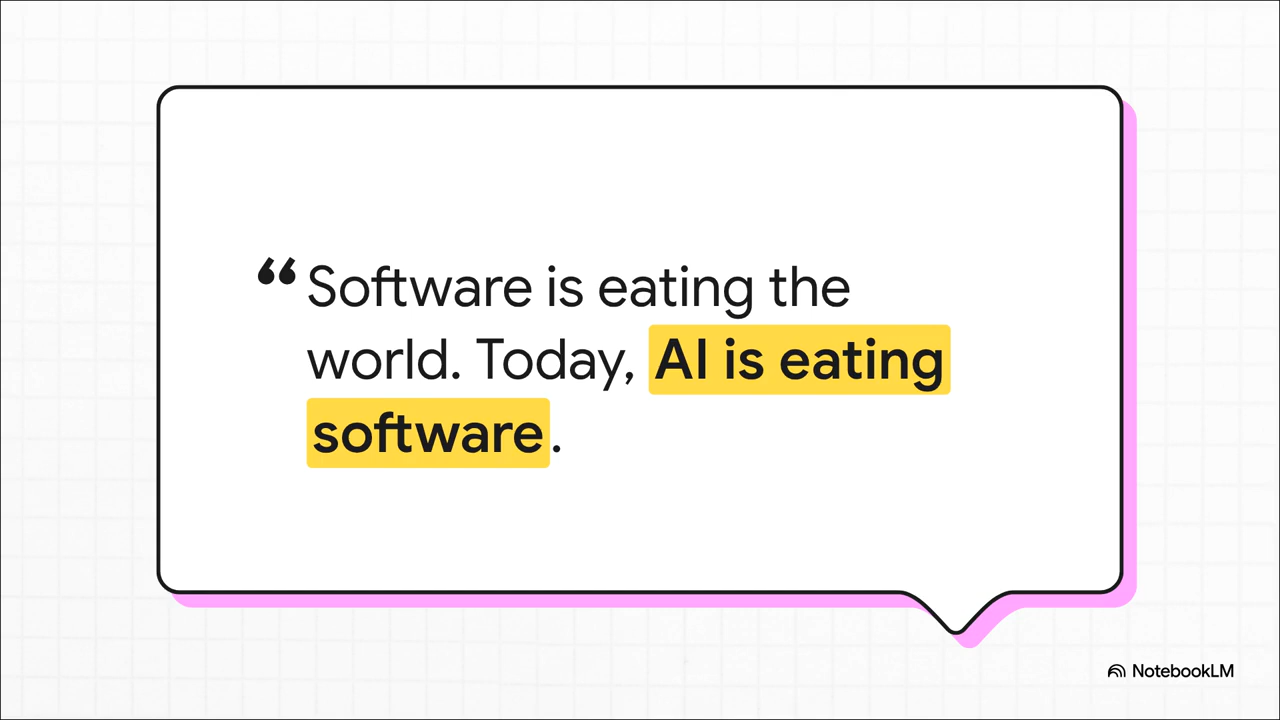 “Software is eating the
world. Today, AI is eating
software.
NotebookLM